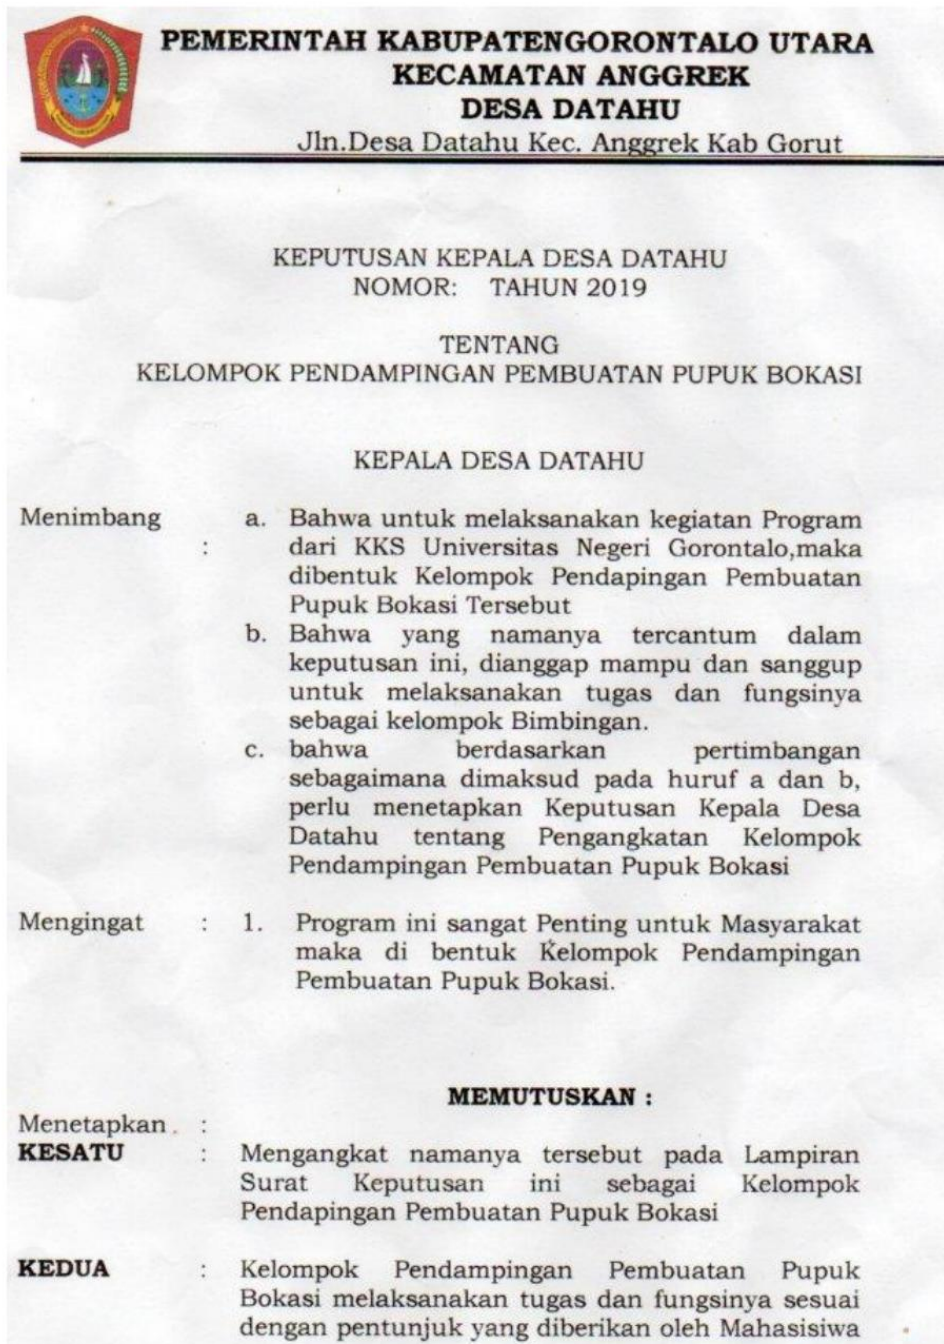 PEMERINTAH KABUPATENGORONTALO UTARA
KECAMATAN ANGGREK
DESA DATAHU
Jln.Desa Datahu Kec. Anggrek Kab Gorut
KEPUTUSAN KEPALA DESA DATAHU
NOMOR: TAHUN 2019
TENTANG
KELOMPOK PENDAMPINGAN PEMBUATAN PUPUK BOKASI
KEPALA DESA DATAHU
Menimbang : a. Bahwa untuk melaksanakan kegiatan Program
dari KKS Universitas Negeri Gorontalo,maka
dibentuk Kelompok Pendapingan Pembuatan
Pupuk Bokasi Tersebut
b. Bahwa yang namanya tercantum dalam
keputusan ini, dianggap mampu dan sanggup
untuk melaksanakan tugas dan fungsinya
sebagai kelompok Bimbingan.
c. bahwa berdasarkan pertimbangan
sebagaimana dimaksud pada huruf a dan b,
perlu menetapkan Keputusan Kepala Desa
Datahu tentang Pengangkatan Kelompok
Pendampingan Pembuatan Pupuk Bokasi
Mengingat : 1. Program ini sangat Penting untuk Masyarakat
maka di bentuk Kelompok Pendampingan
Pembuatan Pupuk Bokasi.
MEMUTUSKAN :
Menetapkan :
KESATU : Mengangkat namanya tersebut pada Lampiran
Surat Keputusan ini sebagai Kelompok
Pendapingan Pembuatan Pupuk Bokasi
KEDUA : Kelompok Pendampingan Pembuatan Pupuk
Bokasi melaksanakan tugas dan fungsinya sesuai
dengan pentunjuk yang diberikan oleh Mahasisiwa